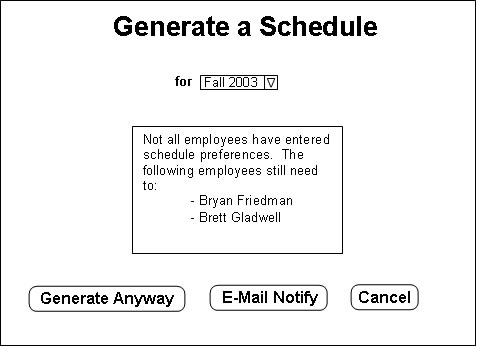 Generate a Schedule
for Fall 2003
Not all employees have entered
schedule preferences. The
following employees still need
to:
- Bryan Friedman
- Brett Gladwell
Generate Anyway E-Mail Notify Cancel